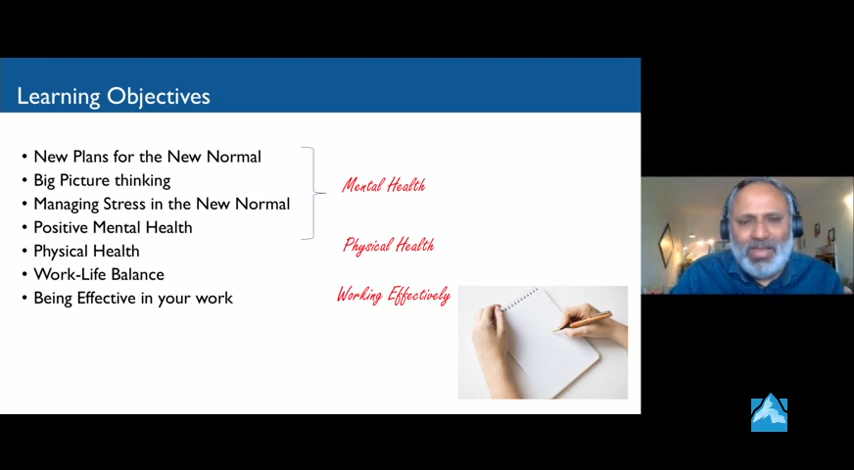 Learning Objectives
• New Plans for the New Normal
• Big Picture thinking
• Managing Stress in the New Normal
• Positive Mental Health
• Physical Health
• Work-Life Balance
• Being Effective in your work
Mental Health
Physical Health
Working Effectively